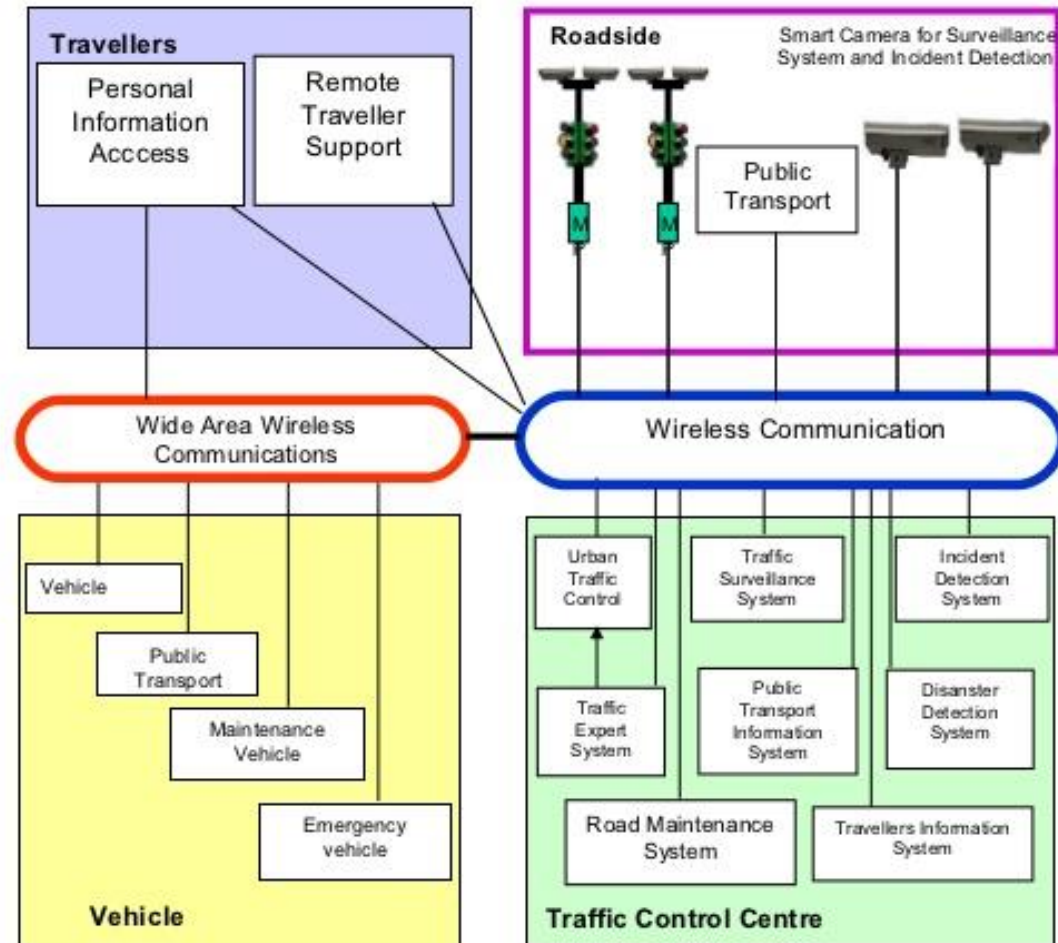 Travellers
Personal
Information
Acccess
Remote
Traveller
Support
Roadside
Smart Camera for Surveillance
System and Incident Detection
M
M
Public
Transport
Wide Area Wireless
Communications
Wireless Communication
Vehicle
Public
Transport
Maintenance
Vehicle
Emergency
vehicle
Vehicle
Urban
Traffic
Control
Traffic
Surveillance
System
Incident
Detection
System
Traffic
Expert
System
Public
Transport
Information
System
Disanster
Detection
System
Road Maintenance
System
Travellers Information
System
Traffic Control Centre